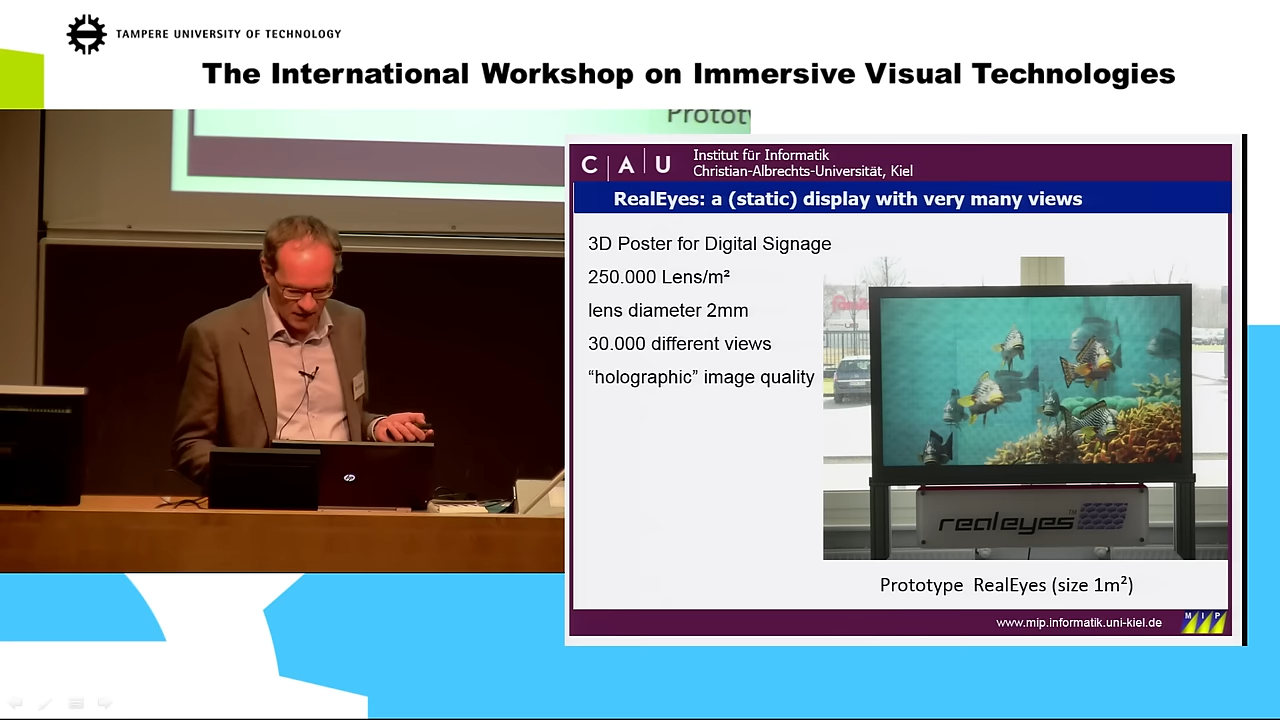 TAMPERE UNIVERSITY OF TECHNOLOGY
The International Workshop on Immersive Visual Technologies
C A U
Institut für Informatik
Christian-Albrechts-Universität, Kiel
RealEyes: a (static) display with very many views
3D Poster for Digital Signage
250.000 Lens/m²
lens diameter 2mm
30.000 different views
“holographic” image quality
realeyes™
Prototype RealEyes (size 1m²)
www.mip.informatik.uni-kiel.de
M I P
hp